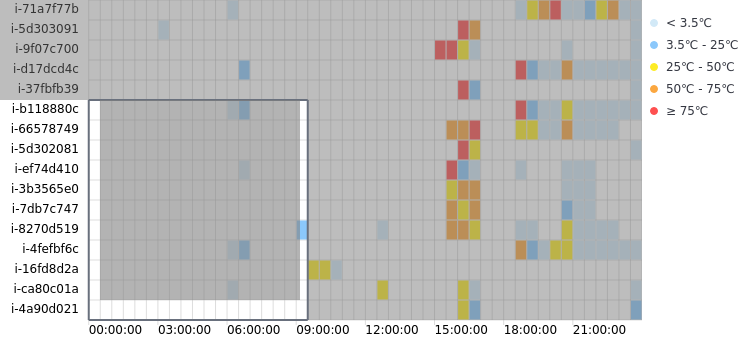 i-71a7f77b
i-5d303091
i-9f07c700
i-d17dcd4c
i-37fbfb39
i-b118880c
i-66578749
i-5d302081
i-ef74d410
i-3b3565e0
i-7db7c747
i-8270d519
i-4fefbf6c
i-16fd8d2a
i-ca80c01a
i-4a90d021
00:00:00 03:00:00 06:00:00 09:00:00 12:00:00 15:00:00 18:00:00 21:00:00
< 3.5℃
3.5℃ - 25℃
25℃ - 50℃
50℃ - 75℃
≥ 75℃